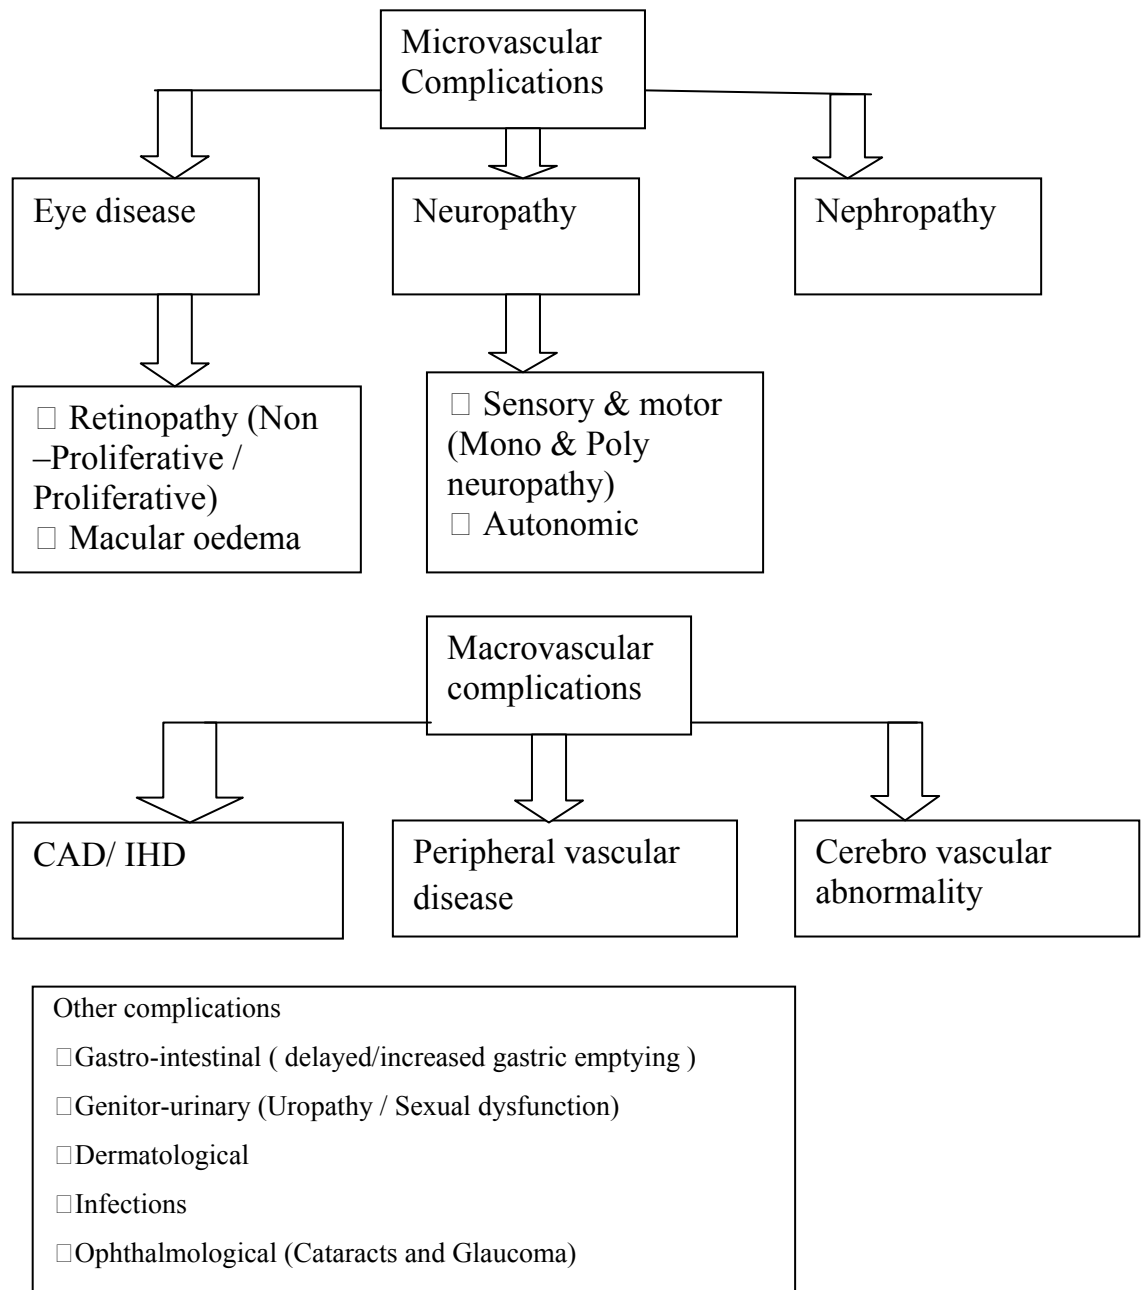 Microvascular
Complications
Eye disease
Neuropathy
Nephropathy
□ Retinopathy (Non
–Proliferative /
Proliferative)
□ Macular oedema
□ Sensory & motor
(Mono & Poly
neuropathy)
□ Autonomic
Macrovascular
complications
CAD/ IHD
Peripheral vascular
disease
Cerebro vascular
abnormality
Other complications
□Gastro-intestinal ( delayed/increased gastric emptying )
□Genitor-urinary (Uropathy / Sexual dysfunction)
□Dermatological
□Infections
□Ophthalmological (Cataracts and Glaucoma)